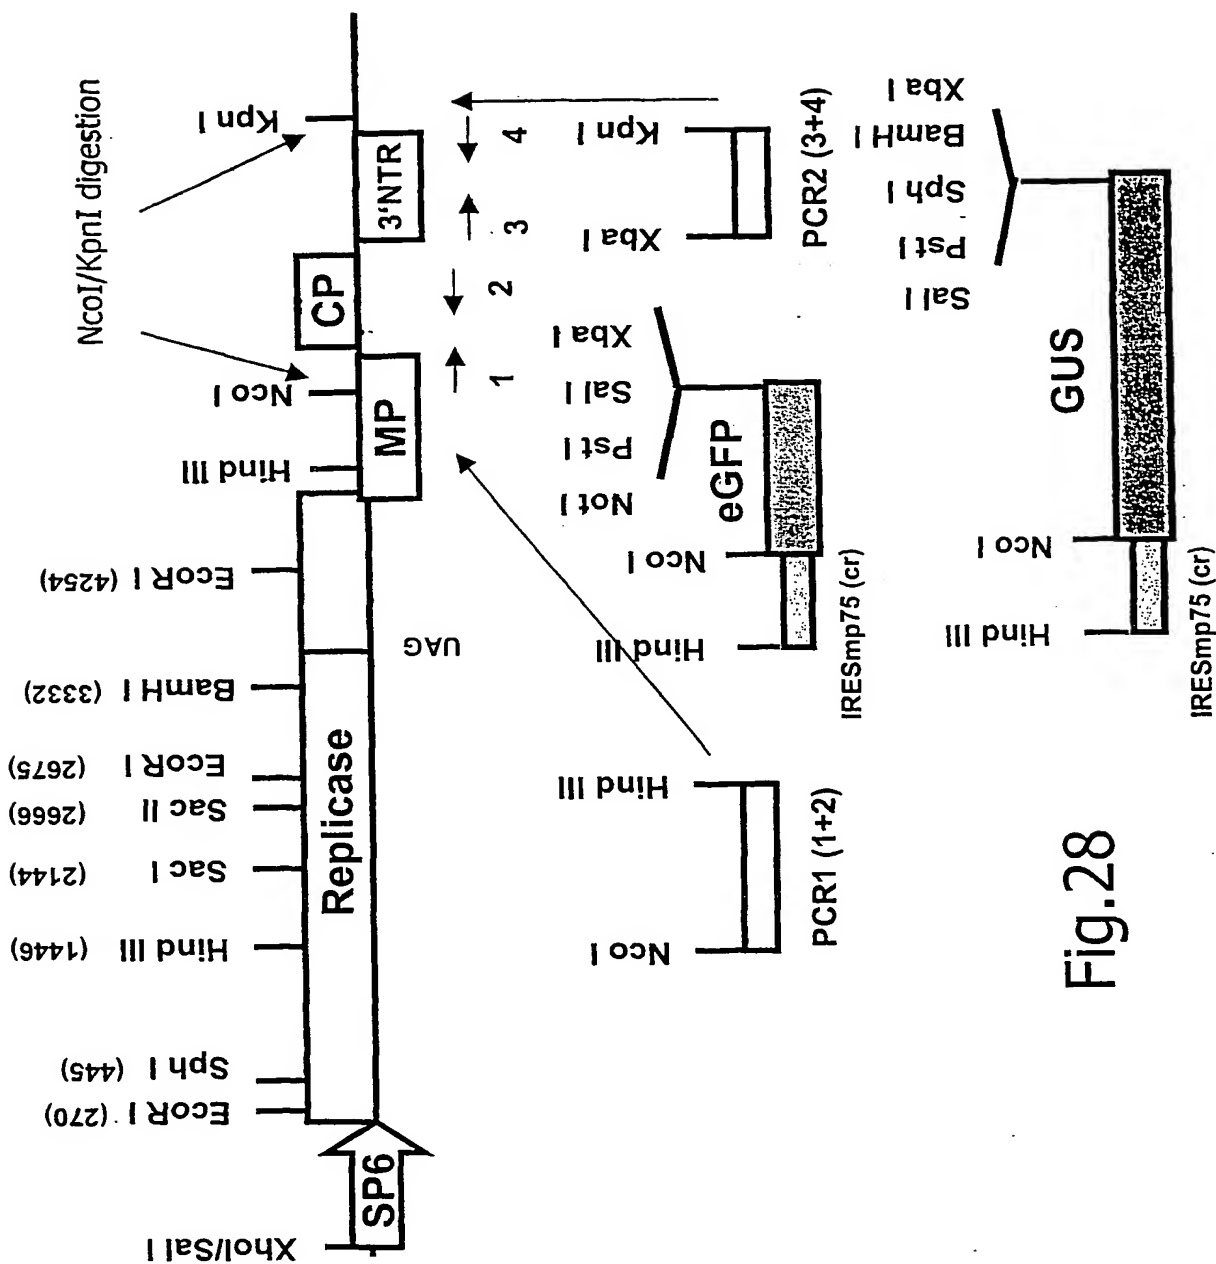 NcoI/KpnI digestion
XhoI/Sal I
SP6
EcoR I (270)
Sph I (445)
Hind III (1446)
Sac I (2144)
Sac II (2666)
EcoR I (2675)
BamH I (3332)
EcoR I (4254)
Hind III
Nco I
Kpn I
Replicase
UAG
MP
CP
3'NTR
1
2
3
4
Nco I
Hind III
PCR1 (1+2)
Hind III
Nco I
eGFP
Not I
Pst I
Sal I
Xba I
IRESmp75 (cr)
Xba I
Kpn I
PCR2 (3+4)
Hind III
Nco I
GUS
Sal I
Pst I
Sph I
BamH I
Xba I
IRESmp75 (cr)
Fig.28